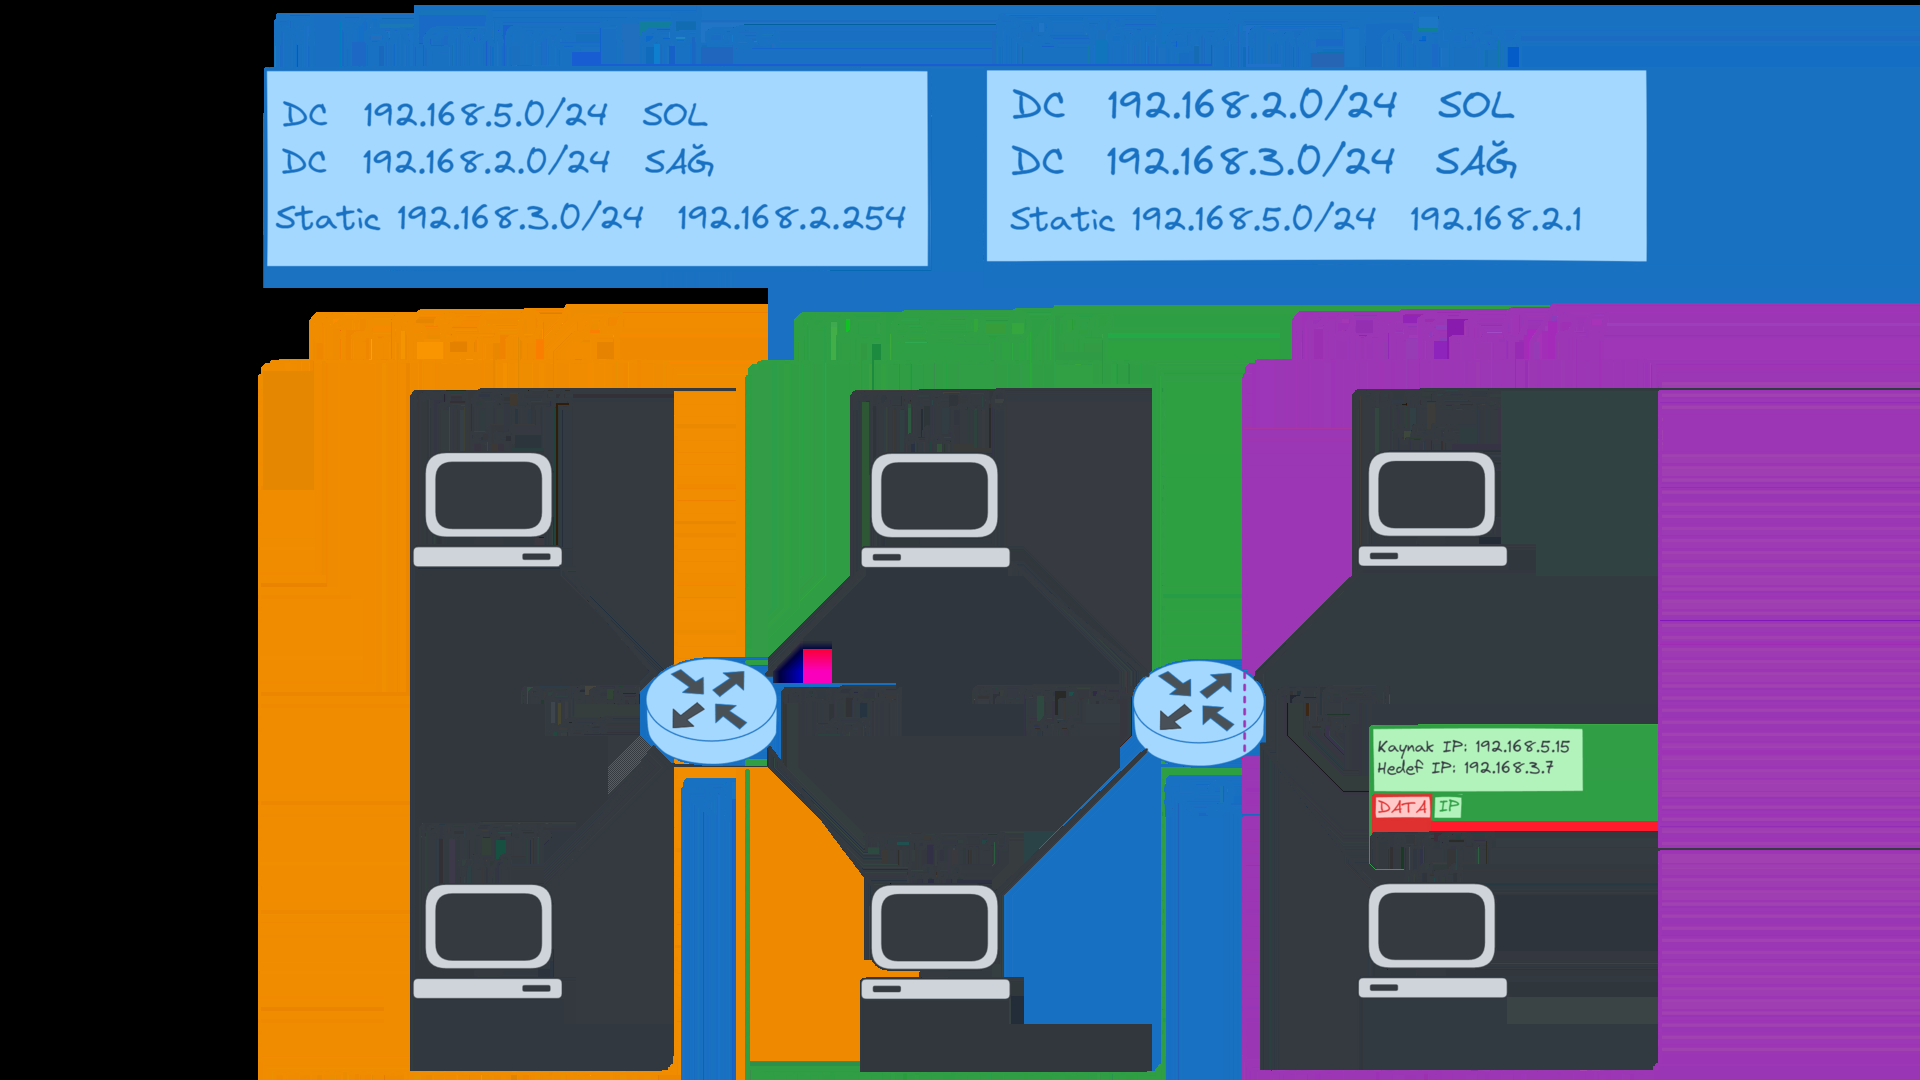 DC 192.168.5.0/24 SOL
DC 192.168.2.0/24 SAĞ
Static 192.168.3.0/24 192.168.2.254
DC 192.168.2.0/24 SOL
DC 192.168.3.0/24 SAĞ
Static 192.168.5.0/24 192.168.2.1
Kaynak IP: 192.168.5.15
Hedef IP: 192.168.3.7
DATA IP